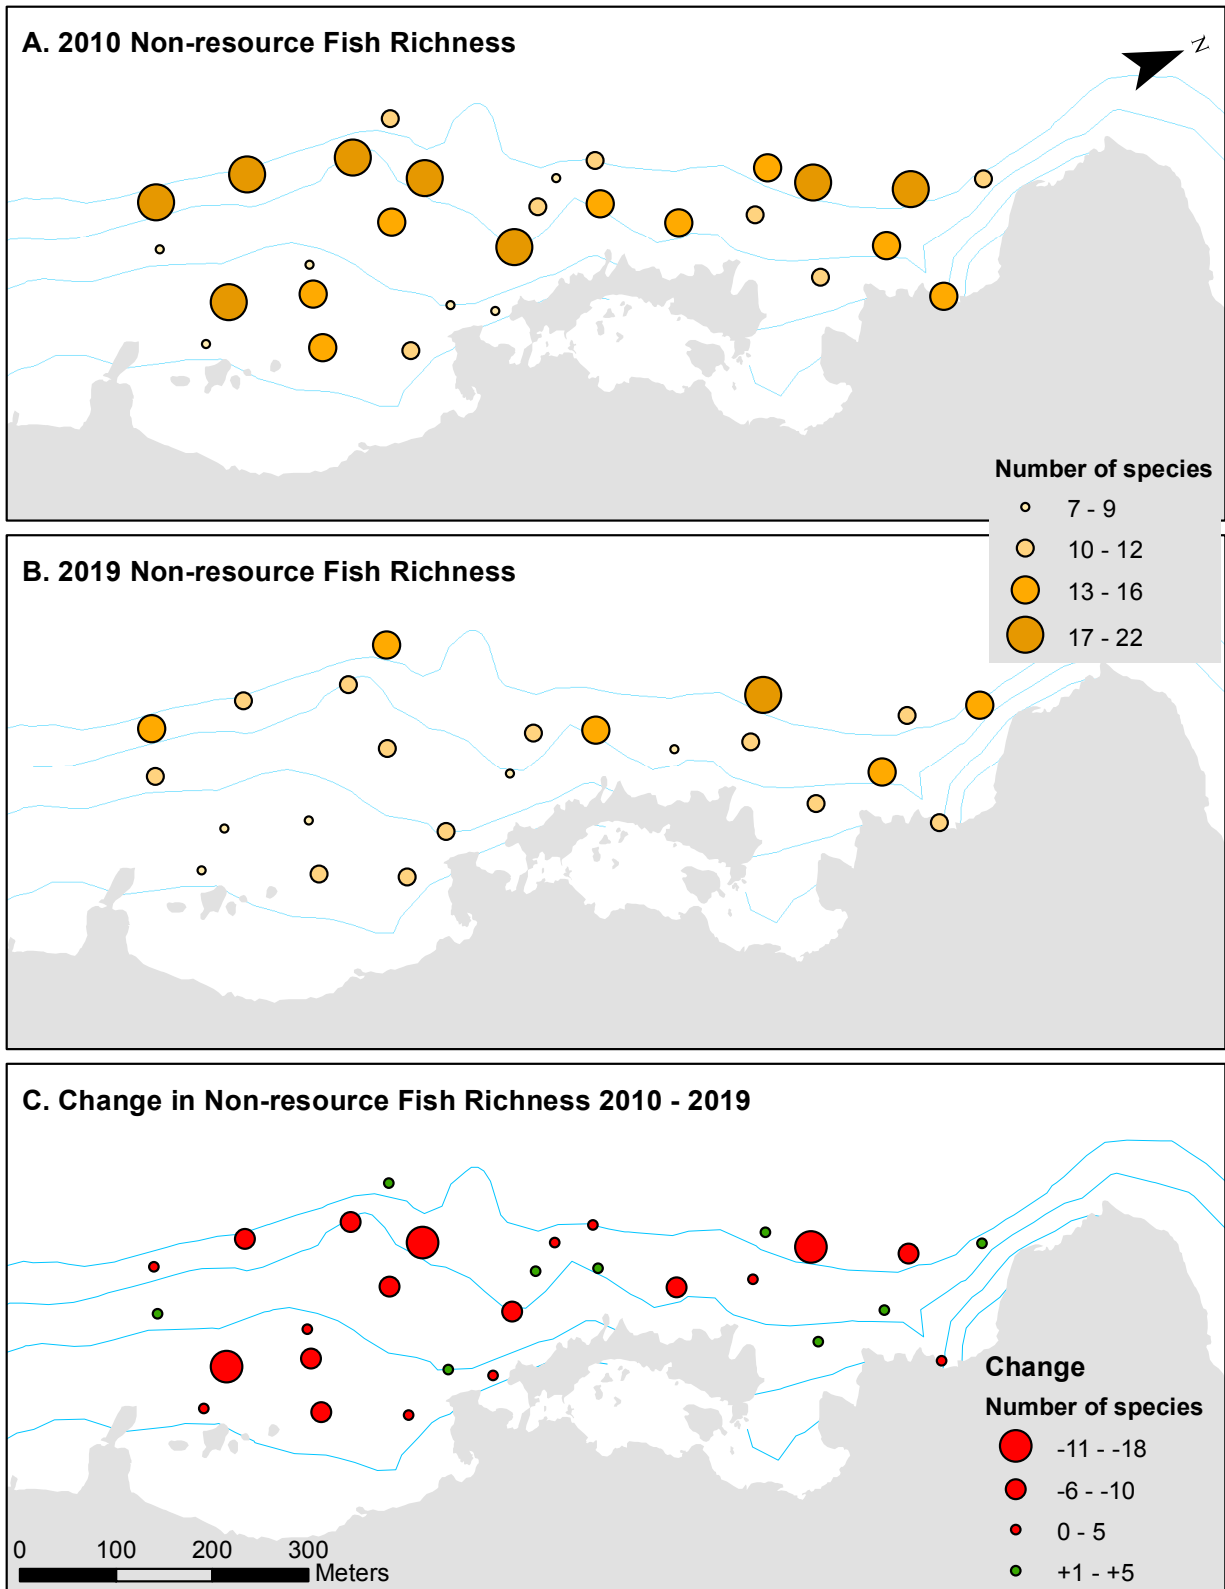 A. 2010 Non-resource Fish Richness
N
Number of species
7 - 9
10 - 12
13 - 16
17 - 22
B. 2019 Non-resource Fish Richness
C. Change in Non-resource Fish Richness 2010 - 2019
Change
Number of species
-11 - -18
-6 - -10
0 - 5
+1 - +5
0 100 200 300
Meters